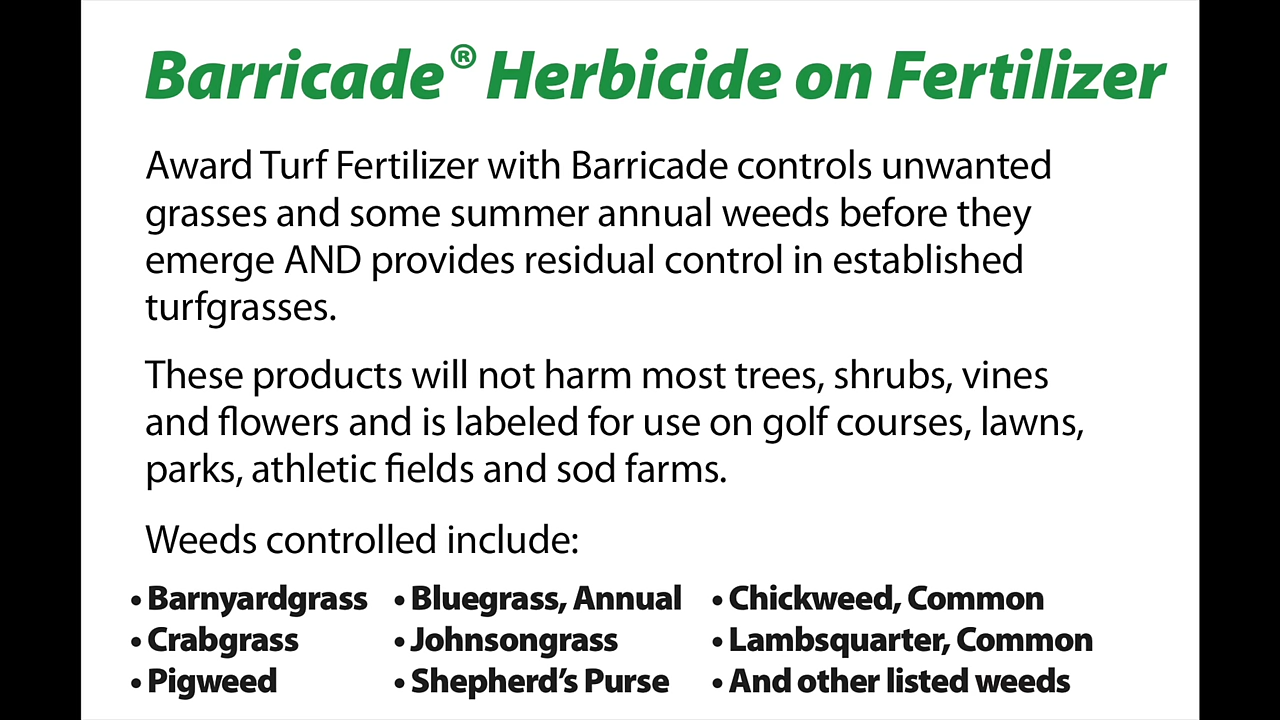 Barricade® Herbicide on Fertilizer
Award Turf Fertilizer with Barricade controls unwanted
grasses and some summer annual weeds before they
emerge AND provides residual control in established
turfgrasses.
These products will not harm most trees, shrubs, vines
and flowers and is labeled for use on golf courses, lawns,
parks, athletic fields and sod farms.
Weeds controlled include:
• Barnyardgrass • Bluegrass, Annual • Chickweed, Common
• Crabgrass • Johnsongrass • Lambsquarter, Common
• Pigweed • Shepherd’s Purse • And other listed weeds